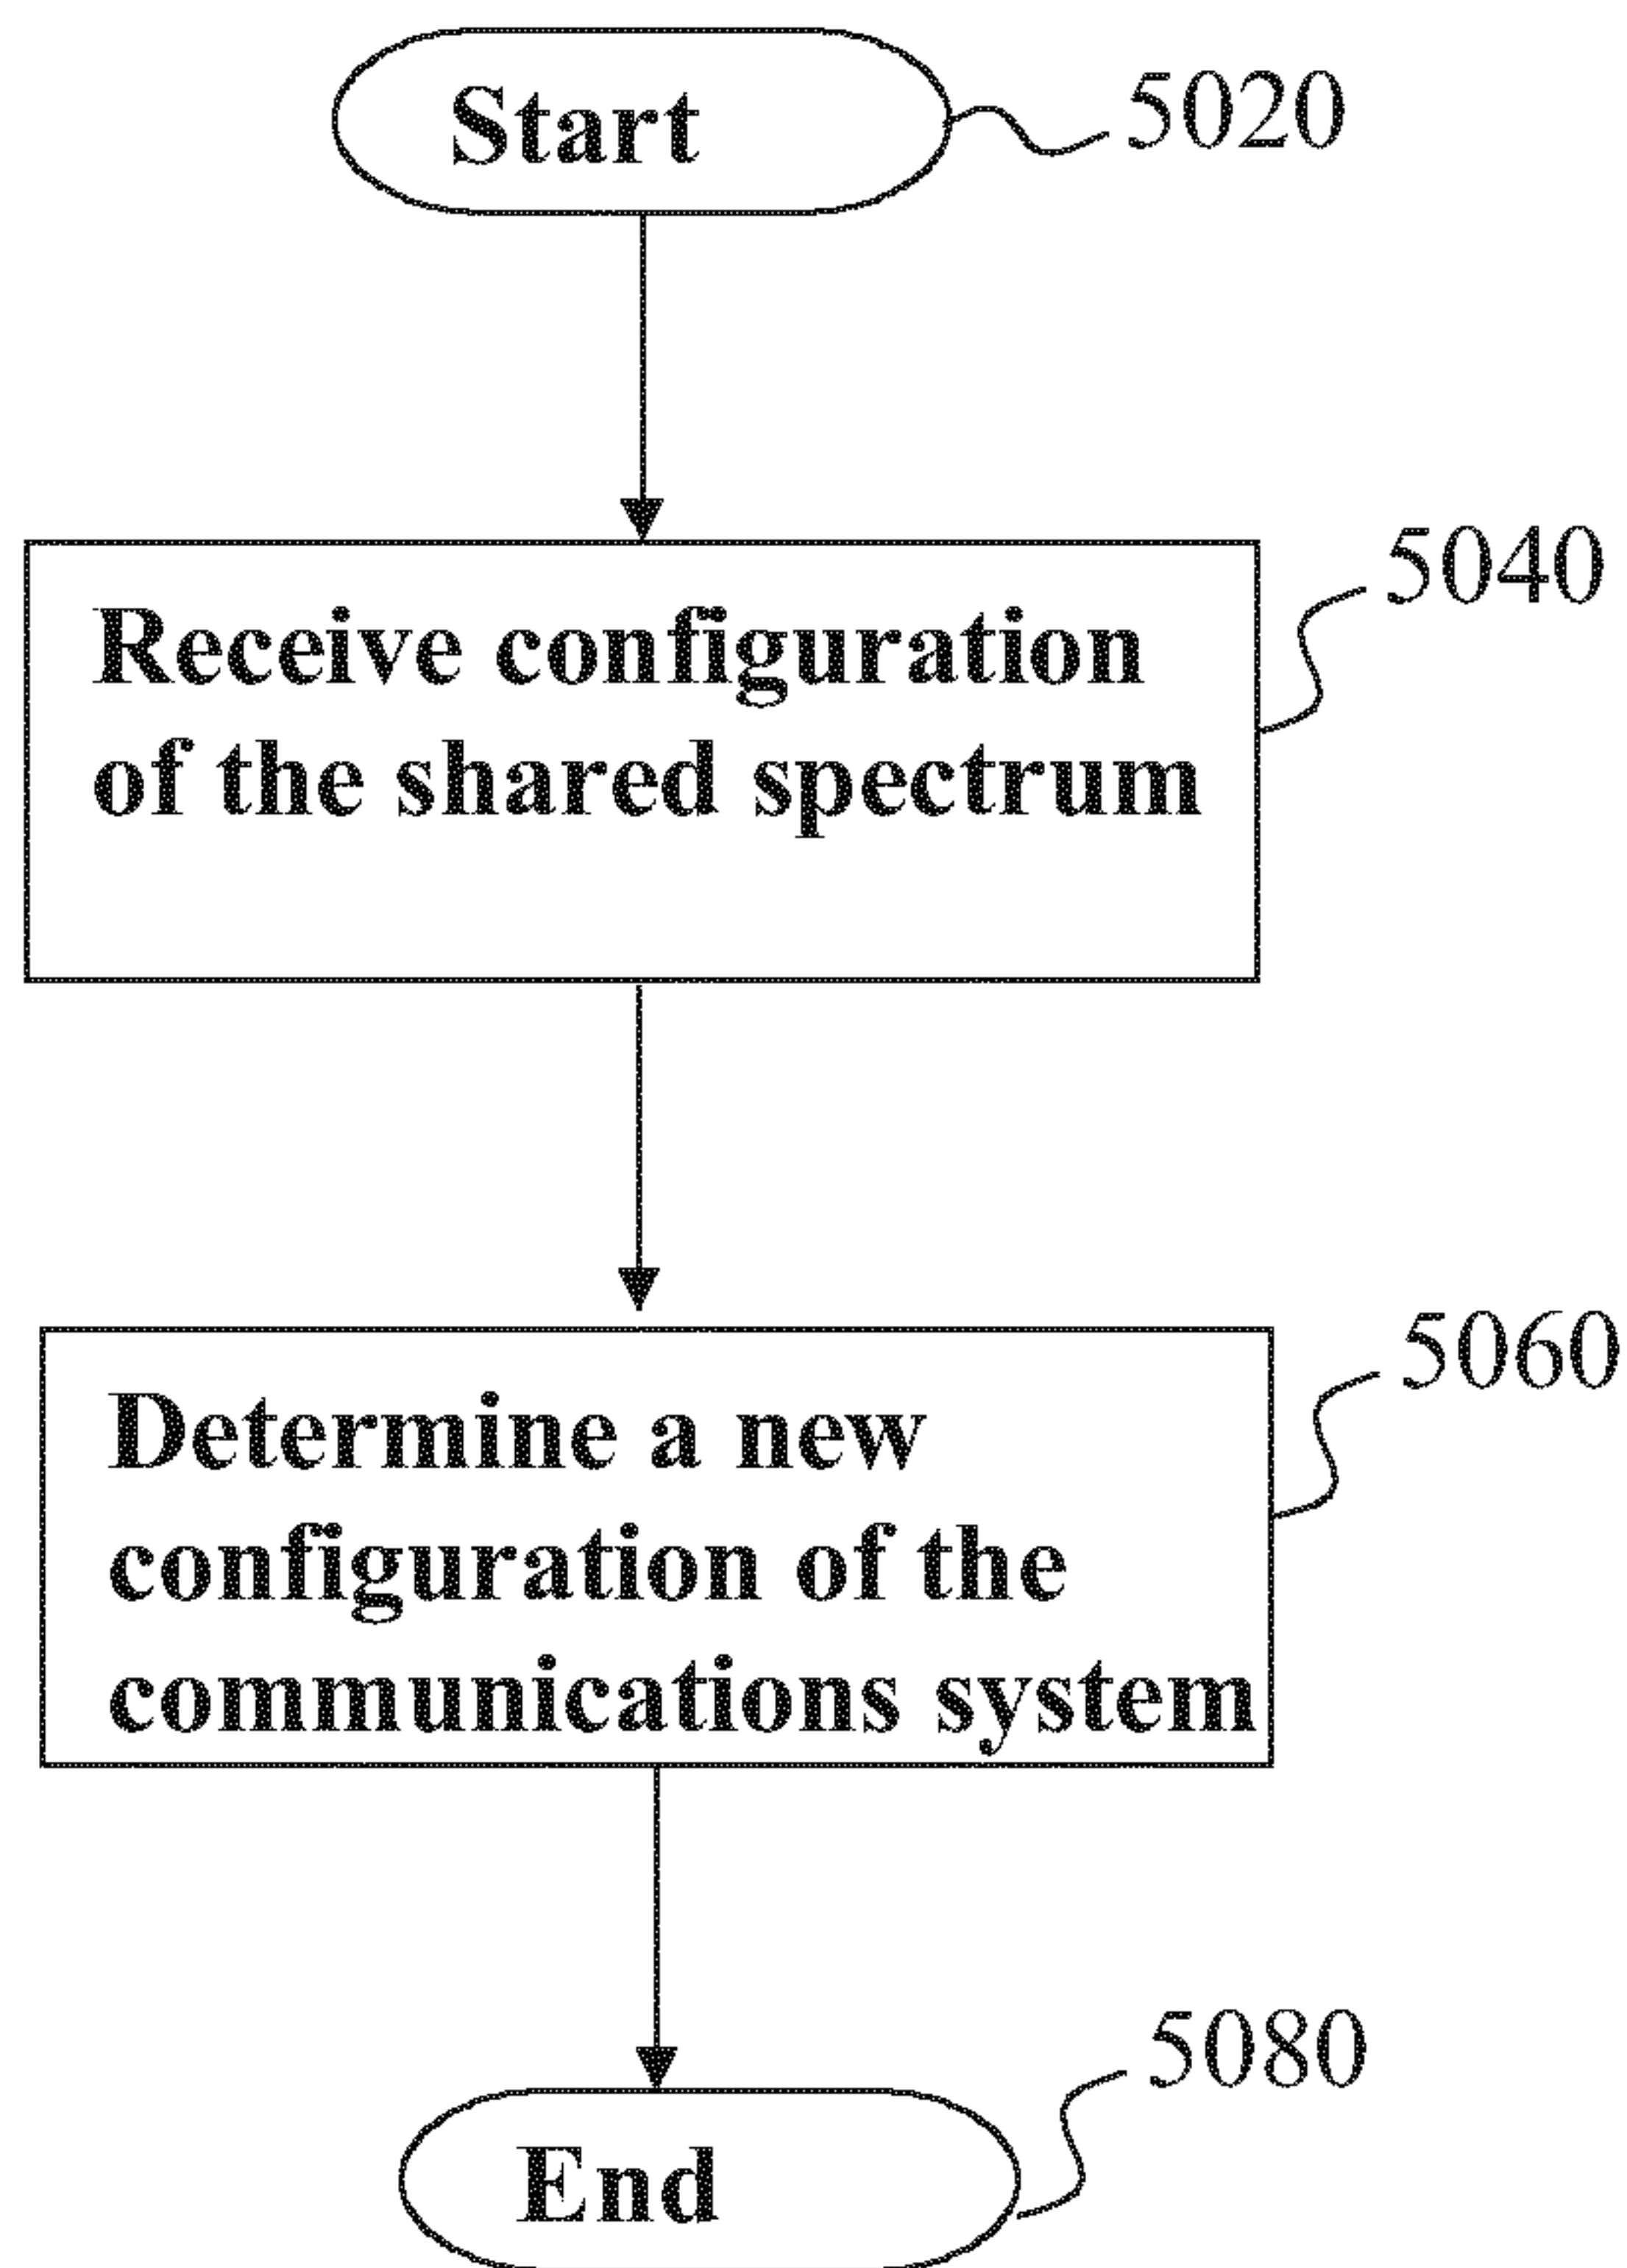 Start
5020
5040
Receive configuration
of the shared spectrum
5060
Determine a new
configuration of the
communications system
5080
End